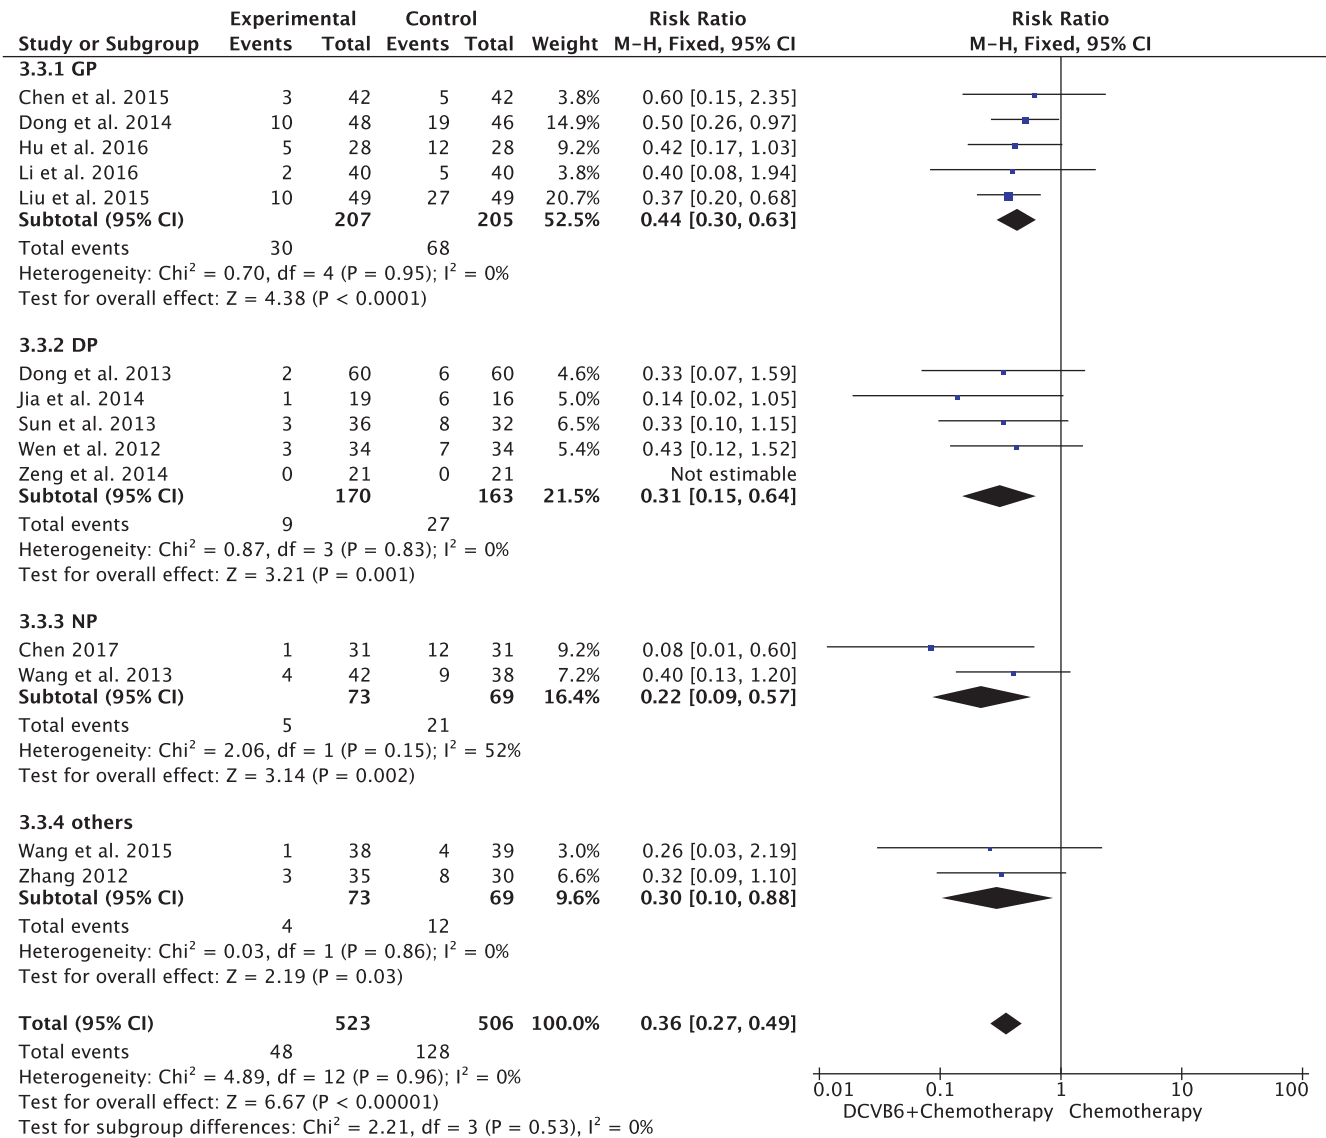 Experimental Control Risk Ratio Risk Ratio
Study or Subgroup Events Total Events Total Weight M-H, Fixed, 95% CI M-H, Fixed, 95% CI
3.3.1 GP
Chen et al. 2015 3 42 5 42 3.8% 0.60 [0.15, 2.35]
Dong et al. 2014 10 48 19 46 14.9% 0.50 [0.26, 0.97]
Hu et al. 2016 5 28 12 28 9.2% 0.42 [0.17, 1.03]
Li et al. 2016 2 40 5 40 3.8% 0.40 [0.08, 1.94]
Liu et al. 2015 10 49 27 49 20.7% 0.37 [0.20, 0.68]
Subtotal (95% CI) 207 205 52.5% 0.44 [0.30, 0.63]
Total events 30 68
Heterogeneity: Chi² = 0.70, df = 4 (P = 0.95); I² = 0%
Test for overall effect: Z = 4.38 (P < 0.0001)
3.3.2 DP
Dong et al. 2013 2 60 6 60 4.6% 0.33 [0.07, 1.59]
Jia et al. 2014 1 19 6 16 5.0% 0.14 [0.02, 1.05]
Sun et al. 2013 3 36 8 32 6.5% 0.33 [0.10, 1.15]
Wen et al. 2012 3 34 7 34 5.4% 0.43 [0.12, 1.52]
Zeng et al. 2014 0 21 0 21 Not estimable
Subtotal (95% CI) 170 163 21.5% 0.31 [0.15, 0.64]
Total events 9 27
Heterogeneity: Chi² = 0.87, df = 3 (P = 0.83); I² = 0%
Test for overall effect: Z = 3.21 (P = 0.001)
3.3.3 NP
Chen 2017 1 31 12 31 9.2% 0.08 [0.01, 0.60]
Wang et al. 2013 4 42 9 38 7.2% 0.40 [0.13, 1.20]
Subtotal (95% CI) 73 69 16.4% 0.22 [0.09, 0.57]
Total events 5 21
Heterogeneity: Chi² = 2.06, df = 1 (P = 0.15); I² = 52%
Test for overall effect: Z = 3.14 (P = 0.002)
3.3.4 others
Wang et al. 2015 1 38 4 39 3.0% 0.26 [0.03, 2.19]
Zhang 2012 3 35 8 30 6.6% 0.32 [0.09, 1.10]
Subtotal (95% CI) 73 69 9.6% 0.30 [0.10, 0.88]
Total events 4 12
Heterogeneity: Chi² = 0.03, df = 1 (P = 0.86); I² = 0%
Test for overall effect: Z = 2.19 (P = 0.03)
Total (95% CI) 523 506 100.0% 0.36 [0.27, 0.49]
Total events 48 128
Heterogeneity: Chi² = 4.89, df = 12 (P = 0.96); I² = 0%
Test for overall effect: Z = 6.67 (P < 0.00001)
Test for subgroup differences: Chi² = 2.21, df = 3 (P = 0.53), I² = 0%
0.01 0.1 1 10 100
DCVB6+Chemotherapy Chemotherapy